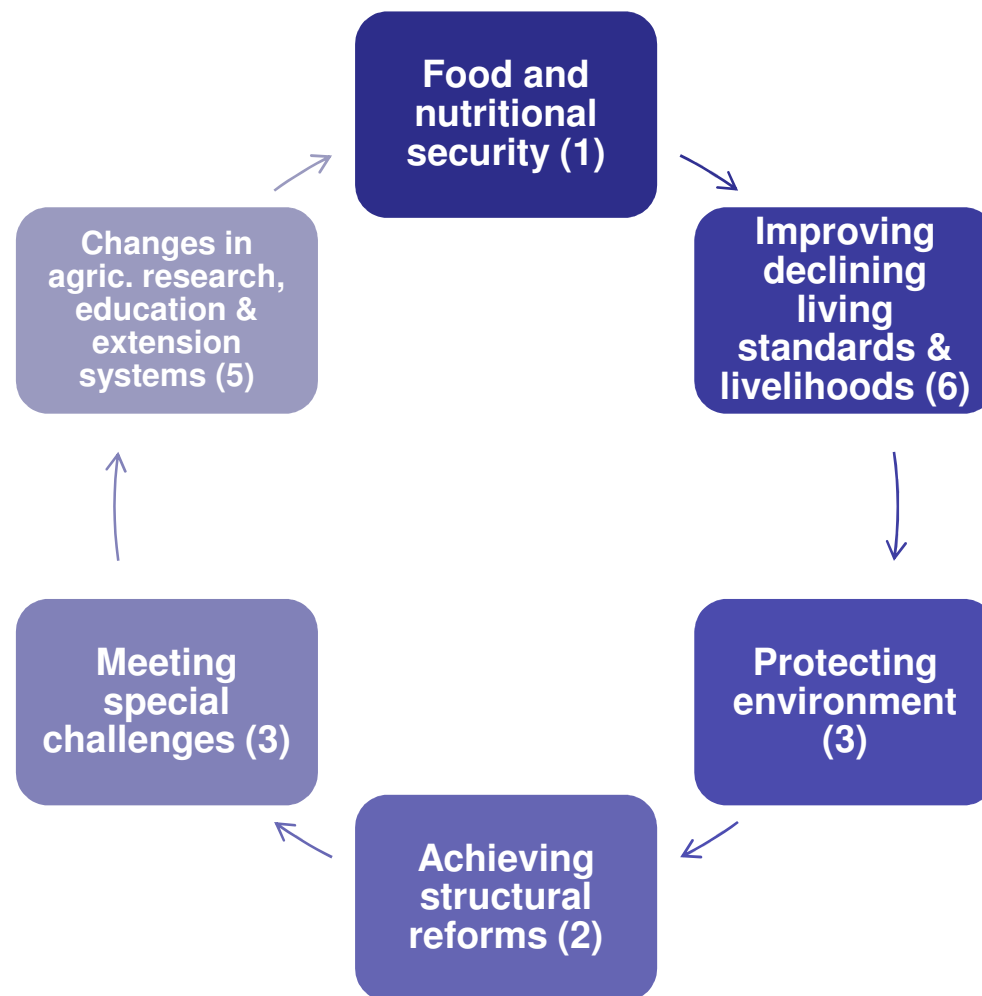 Food and
nutritional
security (1)
Improving
declining
living
standards &
livelihoods (6)
Protecting
environment
(3)
Achieving
structural
reforms (2)
Meeting
special
challenges (3)
Changes in
agric. research,
education &
extension
systems (5)